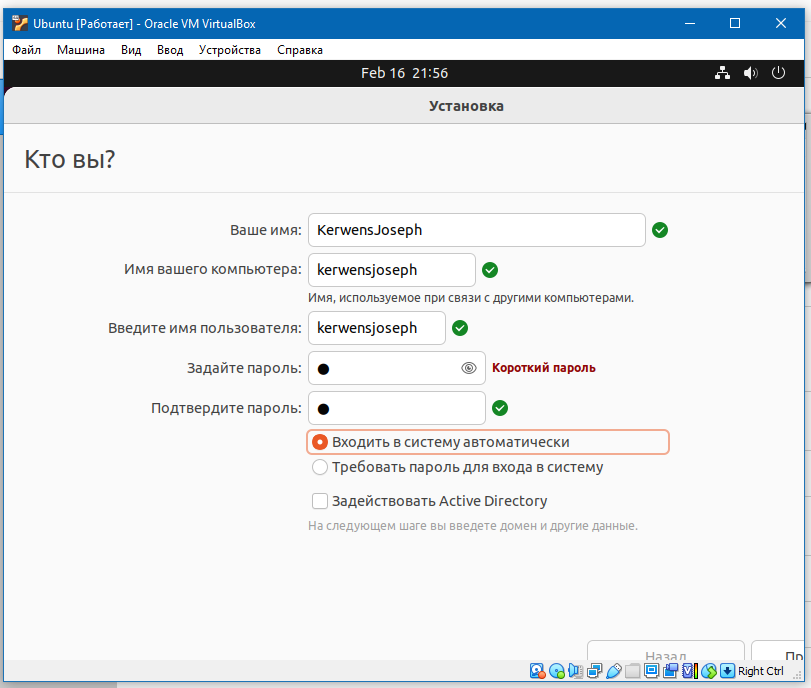 Ubuntu [Работает] - Oracle VM VirtualBox
Файл Машина Вид Ввод Устройства Справка
Feb 16 21:56
Установка
Кто вы?
Ваше имя: KerwensJoseph
Имя вашего компьютера: kerwensjoseph
Имя, используемое при связи с другими компьютерами.
Введите имя пользователя: kerwensjoseph
Задайте пароль: Короткий пароль
Подтвердите пароль:
Входить в систему автоматически
Требовать пароль для входа в систему
Задействовать Active Directory
На следующем шаге вы введете домен и другие данные.
Назад
Right Ctrl